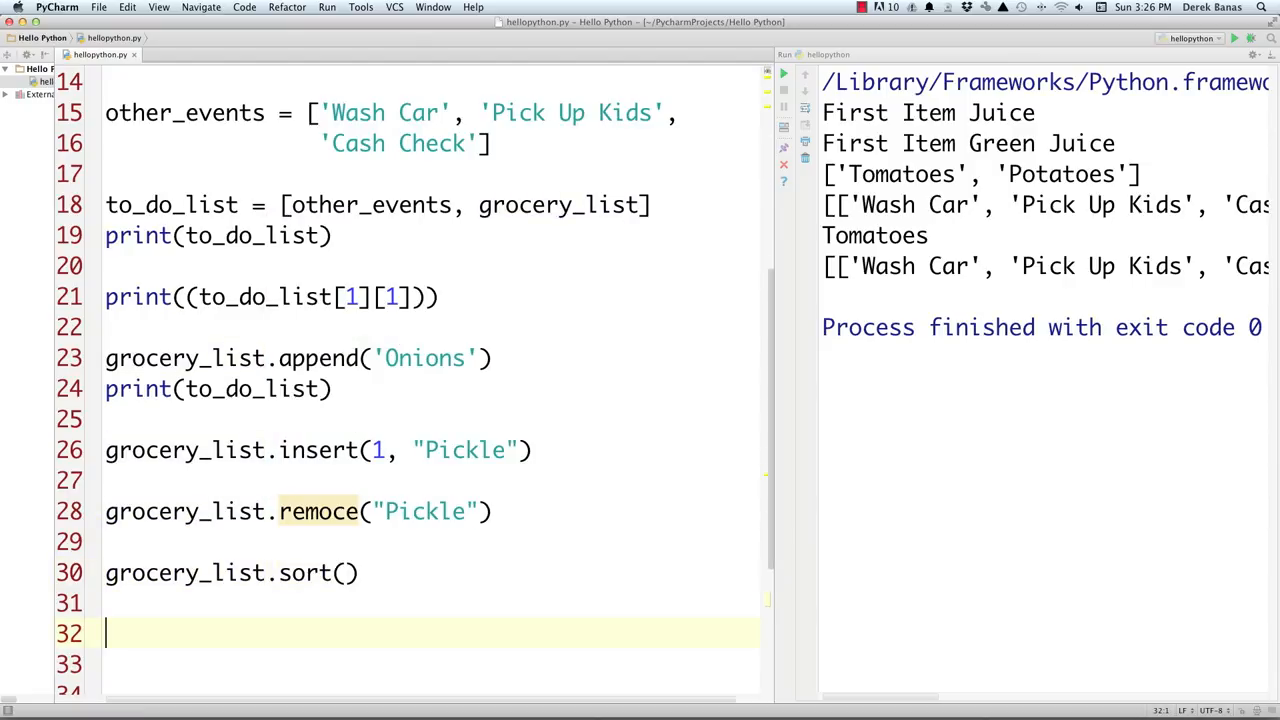 PyCharm File Edit View Navigate Code Refactor Run Tools VCS Window Help 10 Sun 3:26 PM Derek Banas
hellopython.py - Hello Python - [~/PycharmProjects/Hello Python]
Hello Python hellopython.py hellopython
hellopython.py Run hellopython
Hello P
hell
Externa
14
15 other_events = ['Wash Car', 'Pick Up Kids',
16 'Cash Check']
17
18 to_do_list = [other_events, grocery_list]
19 print(to_do_list)
20
21 print((to_do_list[1][1]))
22
23 grocery_list.append('Onions')
24 print(to_do_list)
25
26 grocery_list.insert(1, "Pickle")
27
28 grocery_list.remoce("Pickle")
29
30 grocery_list.sort()
31
32
33
34
/Library/Frameworks/Python.framewo
First Item Juice
First Item Green Juice
['Tomatoes', 'Potatoes']
[['Wash Car', 'Pick Up Kids', 'Cas
Tomatoes
[['Wash Car', 'Pick Up Kids', 'Cas
Process finished with exit code 0
32:1 LF UTF-8